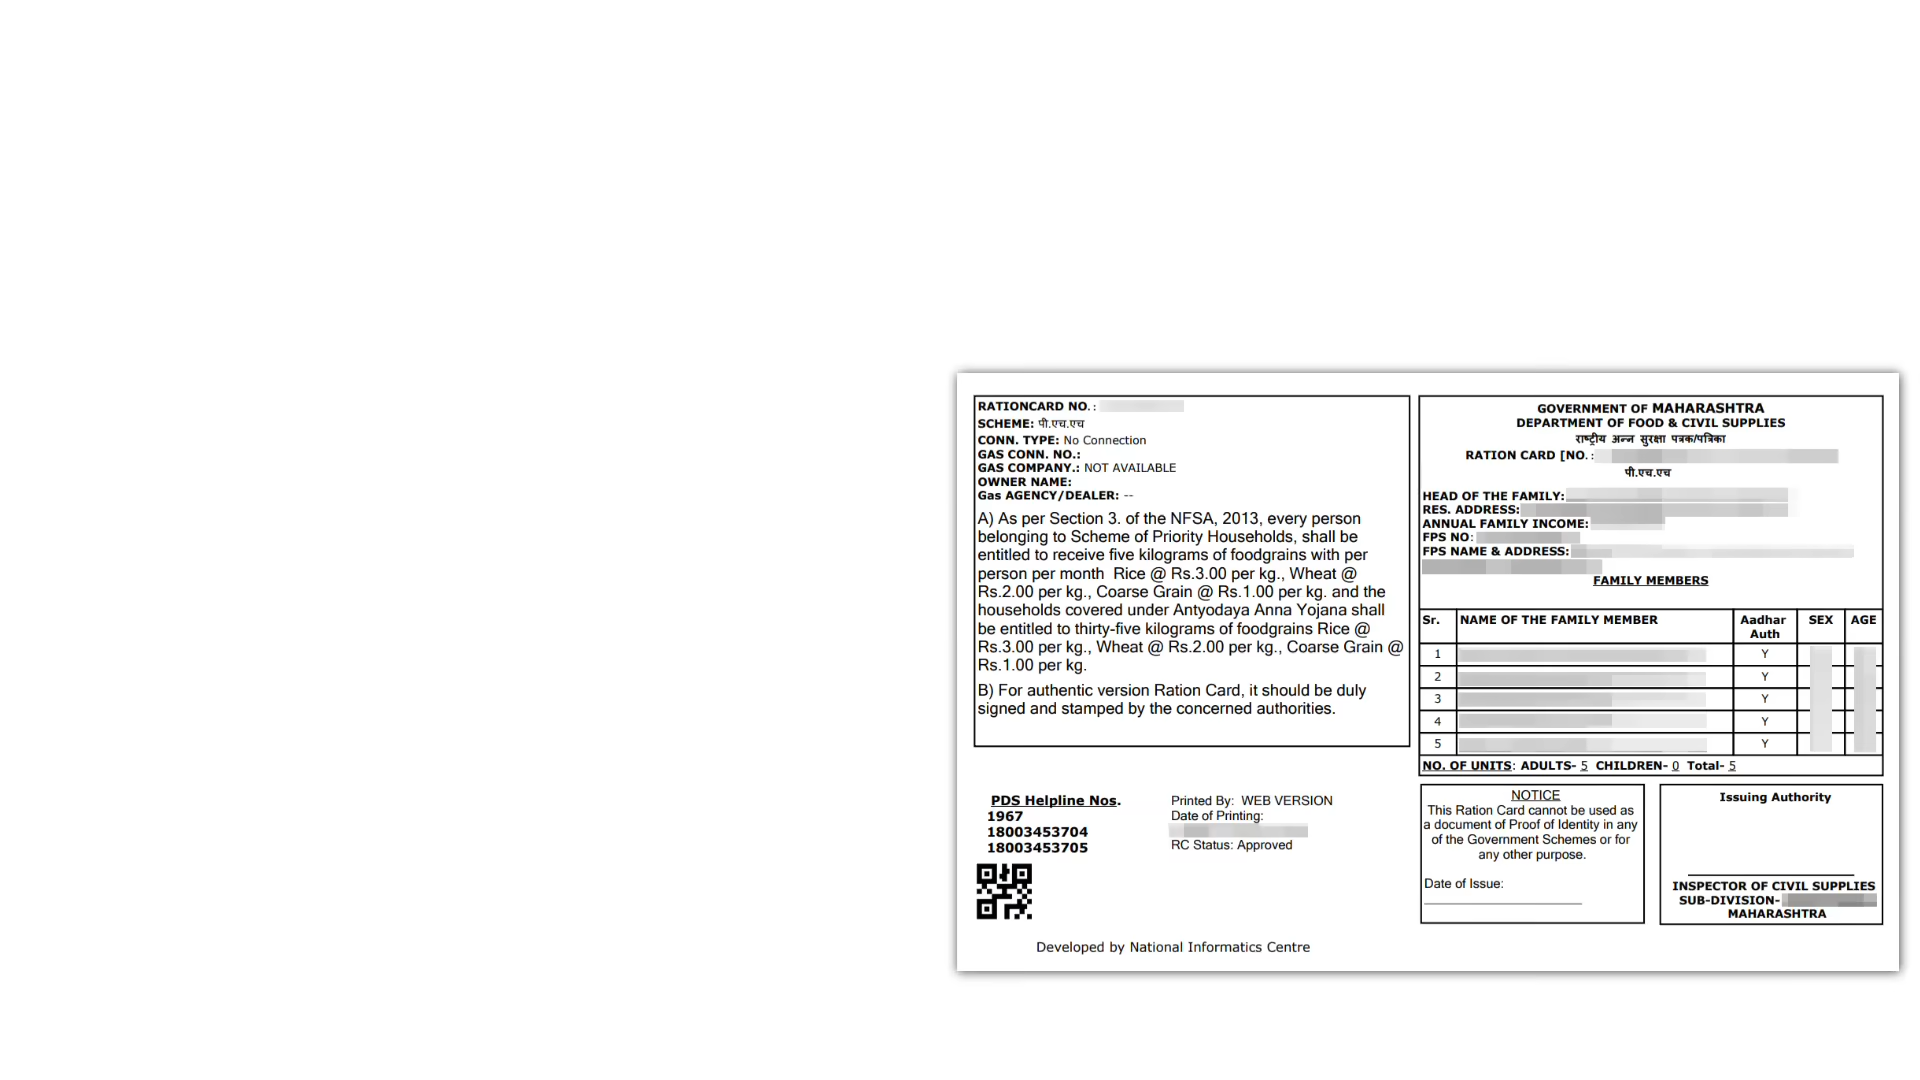 RATIONCARD NO. :
SCHEME: पी.एच.एच
CONN. TYPE: No Connection
GAS CONN. NO.:
GAS COMPANY.: NOT AVAILABLE
OWNER NAME:
Gas AGENCY/DEALER: --
A) As per Section 3. of the NFSA, 2013, every person
belonging to Scheme of Priority Households, shall be
entitled to receive five kilograms of foodgrains with per
person per month Rice @ Rs.3.00 per kg., Wheat @
Rs.2.00 per kg., Coarse Grain @ Rs.1.00 per kg. and the
households covered under Antyodaya Anna Yojana shall
be entitled to thirty-five kilograms of foodgrains Rice @
Rs.3.00 per kg., Wheat @ Rs.2.00 per kg., Coarse Grain @
Rs.1.00 per kg.
B) For authentic version Ration Card, it should be duly
signed and stamped by the concerned authorities.
PDS Helpline Nos.
1967
18003453704
18003453705
Printed By: WEB VERSION
Date of Printing:
RC Status: Approved
Developed by National Informatics Centre
GOVERNMENT OF MAHARASHTRA
DEPARTMENT OF FOOD & CIVIL SUPPLIES
राष्ट्रीय अन्न सुरक्षा पत्रक/पत्रिका
RATION CARD [NO. :
पी.एच.एच
HEAD OF THE FAMILY:
RES. ADDRESS:
ANNUAL FAMILY INCOME:
FPS NO:
FPS NAME & ADDRESS:
FAMILY MEMBERS
Sr. NAME OF THE FAMILY MEMBER Aadhar Auth SEX AGE
1 Y
2 Y
3 Y
4 Y
5 Y
NO. OF UNITS: ADULTS- 5 CHILDREN- 0 Total- 5
NOTICE
This Ration Card cannot be used as
a document of Proof of Identity in any
of the Government Schemes or for
any other purpose.
Date of Issue:
Issuing Authority
INSPECTOR OF CIVIL SUPPLIES
SUB-DIVISION-
MAHARASHTRA